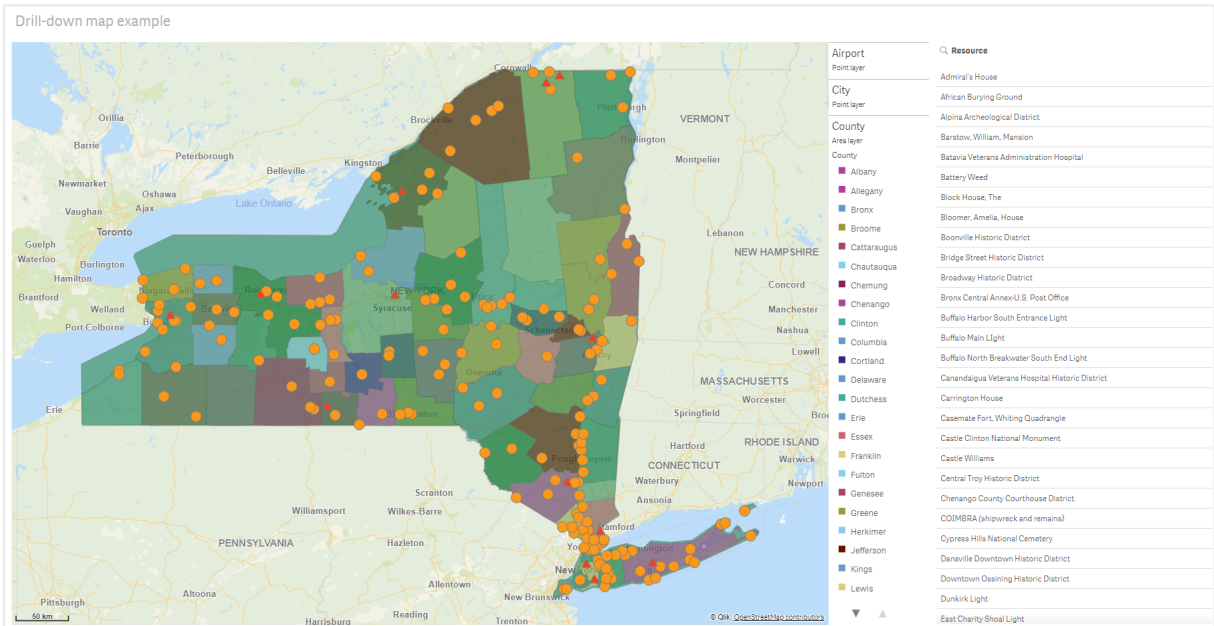 Drill-down map example
Cornwall
Orillia
Brockville
Barrie
Peterborough
Belleville
Kingston
VERMONT
Burlington
Montpelier
Newmarket
Oshawa
Vaughan
Ajax
Lake Ontario
Toronto
Guelph
Waterloo
Burlington
Hamilton
Brantford
Welland
Port Colborne
Lebanon
NEW HAMPSHIRE
Concord
Manchester
Nashua
Lowell
NEW YORK
Syracuse
Utica
Oneonta
Erie
MASSACHUSETTS
Worcester
Springfield
RHODE ISLAND
Hartford
CONNECTICUT
Warwick
Waterbury
Newport
Ansonia
Stamford
Scranton
Williamsport
Wilkes-Barre
PENNSYLVANIA
Hazleton
Allentown
New Brunswick
Altoona
Pittsburgh
Reading
Harrisburg
Trenton
50 km
© Qlik, OpenStreetMap contributors
Airport
Point layer
City
Point layer
County
Area layer
County
Albany
Allegany
Bronx
Broome
Cattaraugus
Chautauqua
Chemung
Chenango
Clinton
Columbia
Cortland
Delaware
Dutchess
Erie
Essex
Franklin
Fulton
Genesee
Greene
Herkimer
Jefferson
Kings
Lewis
Resource
Admiral's House
African Burying Ground
Alpina Archeological District
Barstow, William, Mansion
Batavia Veterans Administration Hospital
Battery Weed
Block House, The
Bloomer, Amelia, House
Boonville Historic District
Bridge Street Historic District
Broadway Historic District
Bronx Central Annex-U.S. Post Office
Buffalo Harbor South Entrance Light
Buffalo Main LIght
Buffalo North Breakwater South End Light
Canandaigua Veterans Hospital Historic District
Carrington House
Casemate Fort, Whiting Quadrangle
Castle Clinton National Monument
Castle Williams
Central Troy Historic District
Chenango County Courthouse District
COIMBRA (shipwreck and remains)
Cypress Hills National Cemetery
Dansville Downtown Historic District
Downtown Ossining Historic District
Dunkirk Light
East Charity Shoal Light